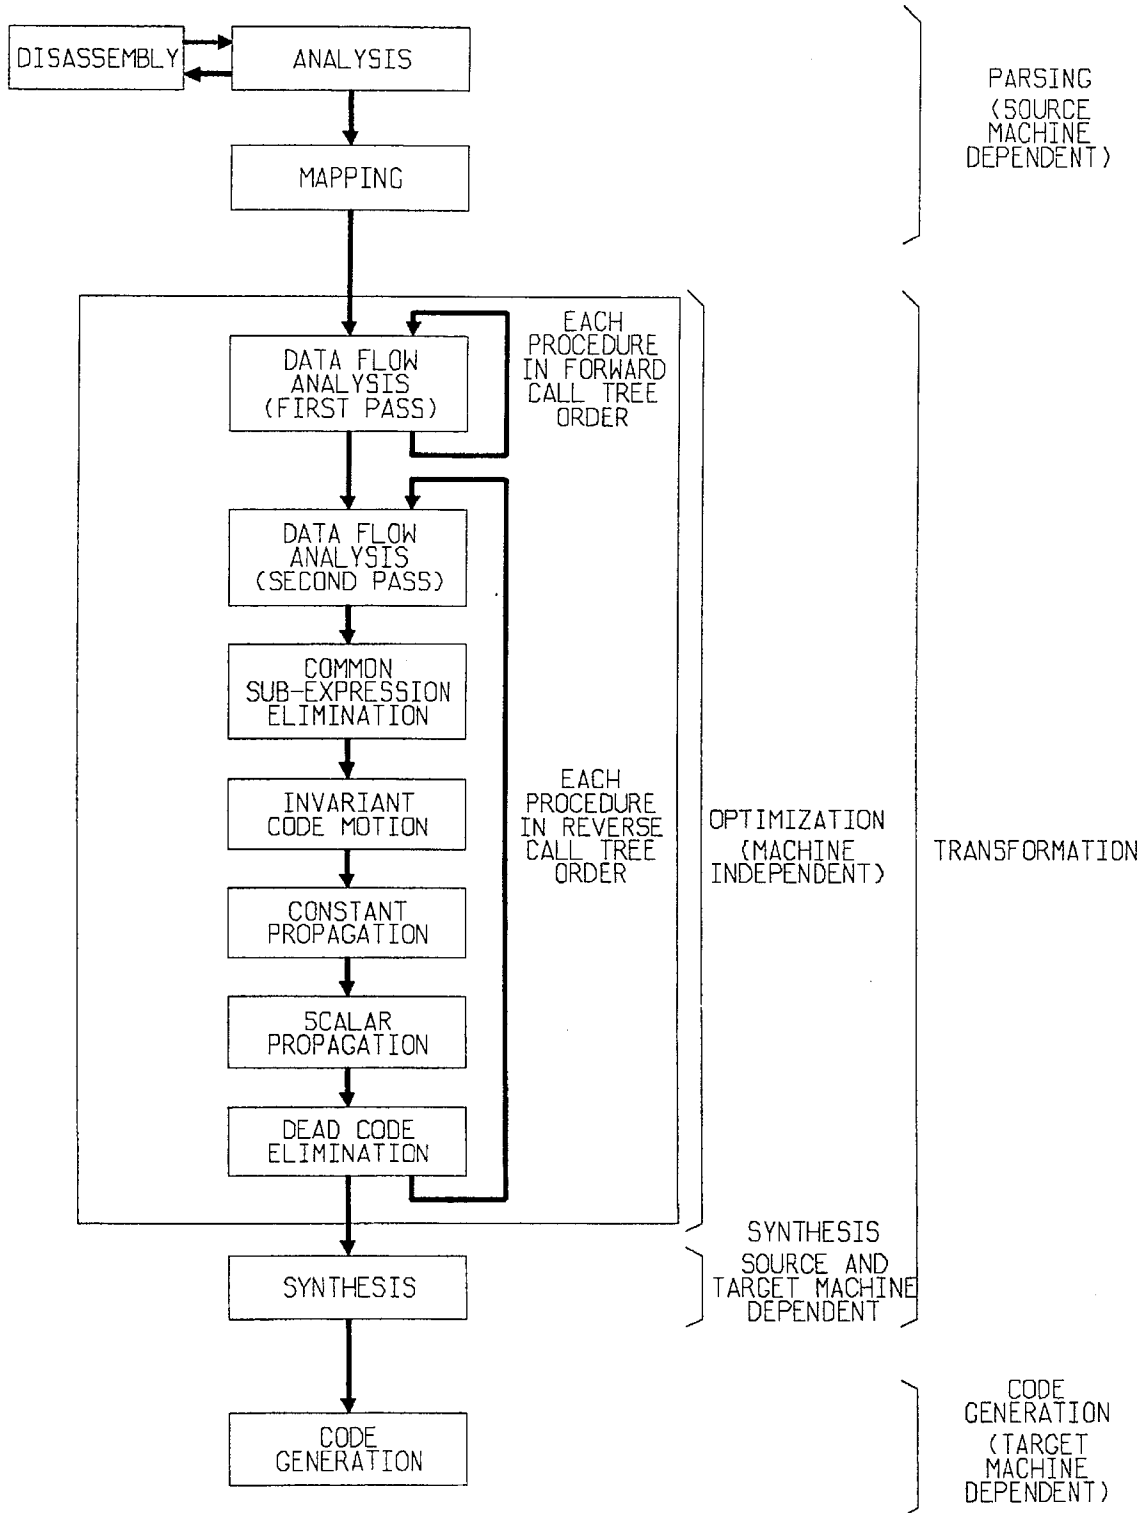 DISASSEMBLY
ANALYSIS
MAPPING
PARSING
(SOURCE
MACHINE
DEPENDENT)
DATA FLOW
ANALYSIS
(FIRST PASS)
EACH
PROCEDURE
IN FORWARD
CALL TREE
ORDER
DATA FLOW
ANALYSIS
(SECOND PASS)
COMMON
SUB-EXPRESSION
ELIMINATION
INVARIANT
CODE MOTION
CONSTANT
PROPAGATION
SCALAR
PROPAGATION
DEAD CODE
ELIMINATION
EACH
PROCEDURE
IN REVERSE
CALL TREE
ORDER
OPTIMIZATION
(MACHINE
INDEPENDENT)
TRANSFORMATION
SYNTHESIS
SYNTHESIS
SOURCE AND
TARGET MACHINE
DEPENDENT
CODE
GENERATION
CODE
GENERATION
(TARGET
MACHINE
DEPENDENT)